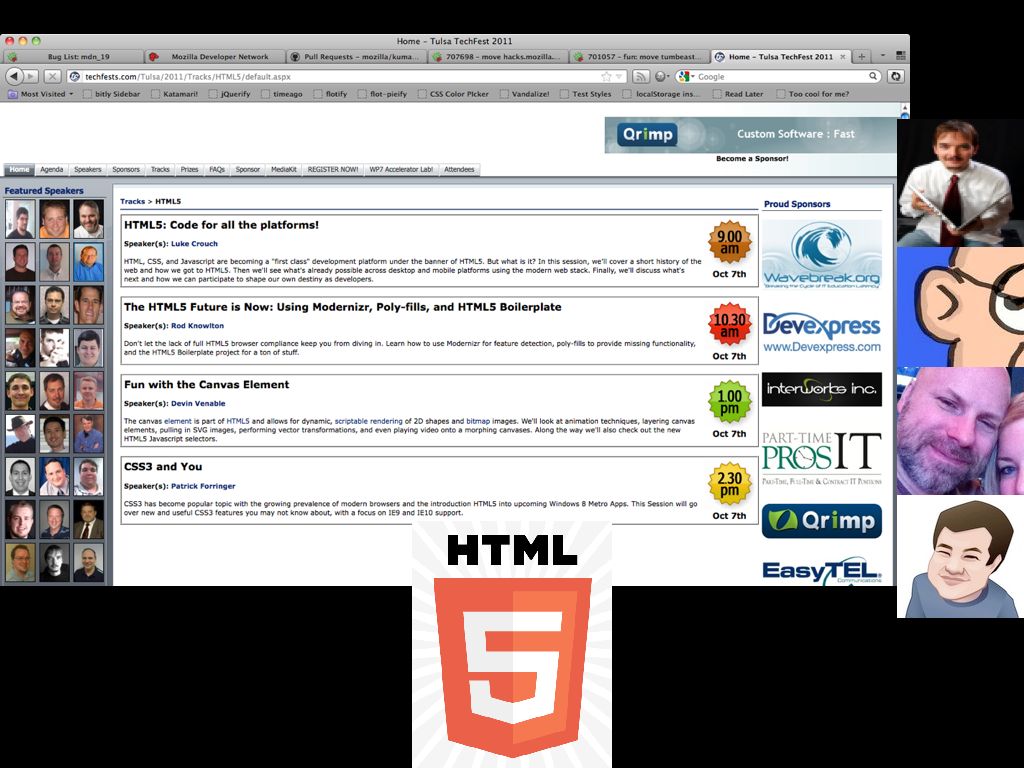 Home - Tulsa TechFest 2011
Bug List: mdn_19
Mozilla Developer Network
Pull Requests - mozilla/kuma...
707698 - move hacks.mozilla....
701057 - fun: move tumbeast...
Home - Tulsa TechFest 2011
techfests.com/Tulsa/2011/Tracks/HTML5/default.aspx
Google
Most Visited
bitly Sidebar
Katamari!
jQuerify
timeago
flotify
flot-pieify
CSS Color PIcker
Vandalize!
Test Styles
localStorage ins...
Read Later
Too cool for me?
Qrimp
Custom Software : Fast
Become a Sponsor!
Home Agenda Speakers Sponsors Tracks Prizes FAQs Sponsor MediaKit REGISTER NOW! WP7 Accelerator Lab! Attendees
Featured Speakers
Tracks > HTML5
HTML5: Code for all the platforms!
Speaker(s): Luke Crouch
HTML, CSS, and Javascript are becoming a "first class" development platform under the banner of HTML5. But what is it? In this session, we'll cover a short history of the
web and how we got to HTML5. Then we'll see what's already possible across desktop and mobile platforms using the modern web stack. Finally, we'll discuss what's
next and how we can participate to shape our own destiny as developers.
9.00
am
Oct 7th
The HTML5 Future is Now: Using Modernizr, Poly-fills, and HTML5 Boilerplate
Speaker(s): Rod Knowlton
Don't let the lack of full HTML5 browser compliance keep you from diving in. Learn how to use Modernizr for feature detection, poly-fills to provide missing functionality,
and the HTML5 Boilerplate project for a ton of stuff.
10.30
am
Oct 7th
Fun with the Canvas Element
Speaker(s): Devin Venable
The canvas element is part of HTML5 and allows for dynamic, scriptable rendering of 2D shapes and bitmap images. We'll look at animation techniques, layering canvas
elements, pulling in SVG images, performing vector transformations, and even playing video onto a morphing canvases. Along the way we'll also check out the new
HTML5 Javascript selectors.
1.00
pm
Oct 7th
CSS3 and You
Speaker(s): Patrick Forringer
CSS3 has become popular topic with the growing prevalence of modern browsers and the introduction HTML5 into upcoming Windows 8 Metro Apps. This Session will go
over new and useful CSS3 features you may not know about, with a focus on IE9 and IE10 support.
2.30
pm
Oct 7th
Proud Sponsors
Wavebreak.org
Breaking the Cycle of IT Education Latency
Devexpress
www.Devexpress.com
interworks inc.
PART-TIME
PROS IT
PART-TIME, FULL-TIME & CONTRACT IT POSITIONS
Qrimp
EasyTEL
Communications
HTML
5